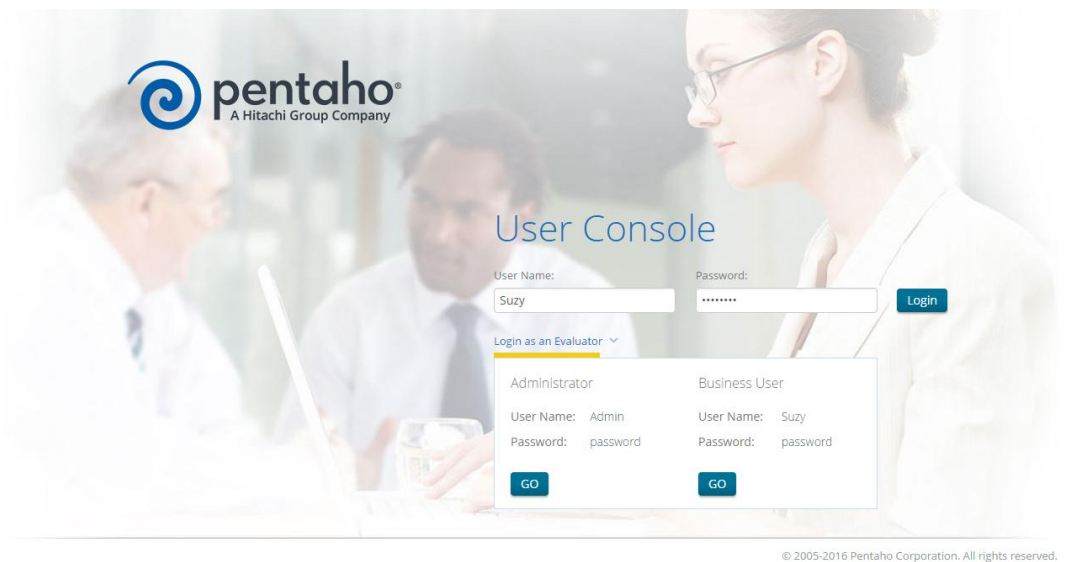 pentaho®
A Hitachi Group Company
User Console
User Name: Password:
Suzy •••••••• Login
Login as an Evaluator
Administrator Business User
User Name: Admin User Name: Suzy
Password: password Password: password
GO GO
© 2005-2016 Pentaho Corporation. All rights reserved.